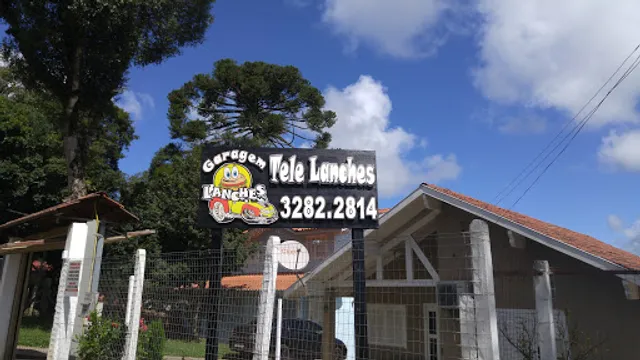 Garagem
LANCHES
Tele Lanches
3282.2814